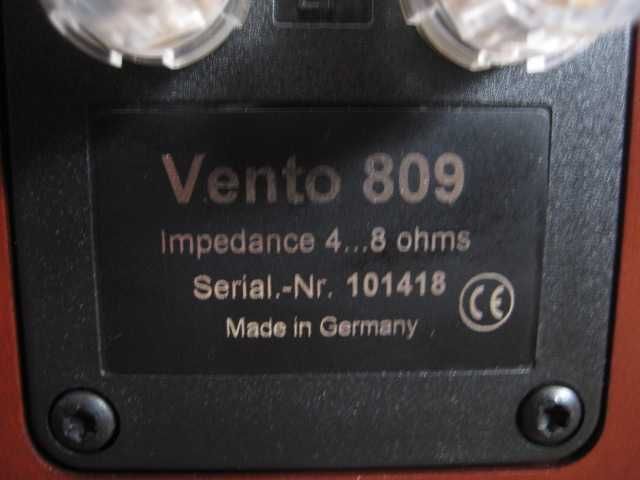 Vento 809
Impedance 4...8 ohms
Serial.-Nr. 101418
CE
Made in Germany